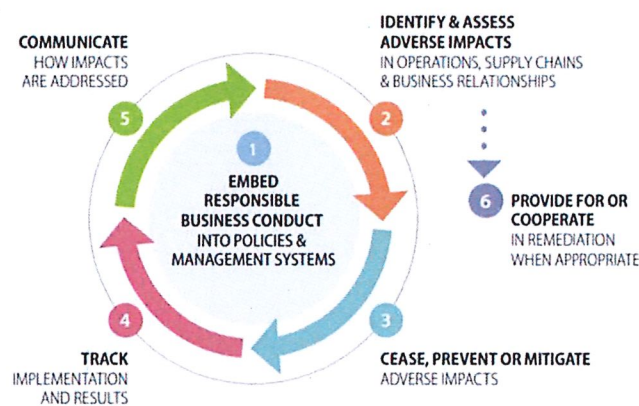 1
EMBED
RESPONSIBLE
BUSINESS CONDUCT
INTO POLICIES &
MANAGEMENT SYSTEMS
2
IDENTIFY & ASSESS
ADVERSE IMPACTS
IN OPERATIONS, SUPPLY CHAINS
& BUSINESS RELATIONSHIPS
3
CEASE, PREVENT OR MITIGATE
ADVERSE IMPACTS
4
TRACK
IMPLEMENTATION
AND RESULTS
5
COMMUNICATE
HOW IMPACTS
ARE ADDRESSED
6
PROVIDE FOR OR
COOPERATE
IN REMEDIATION
WHEN APPROPRIATE